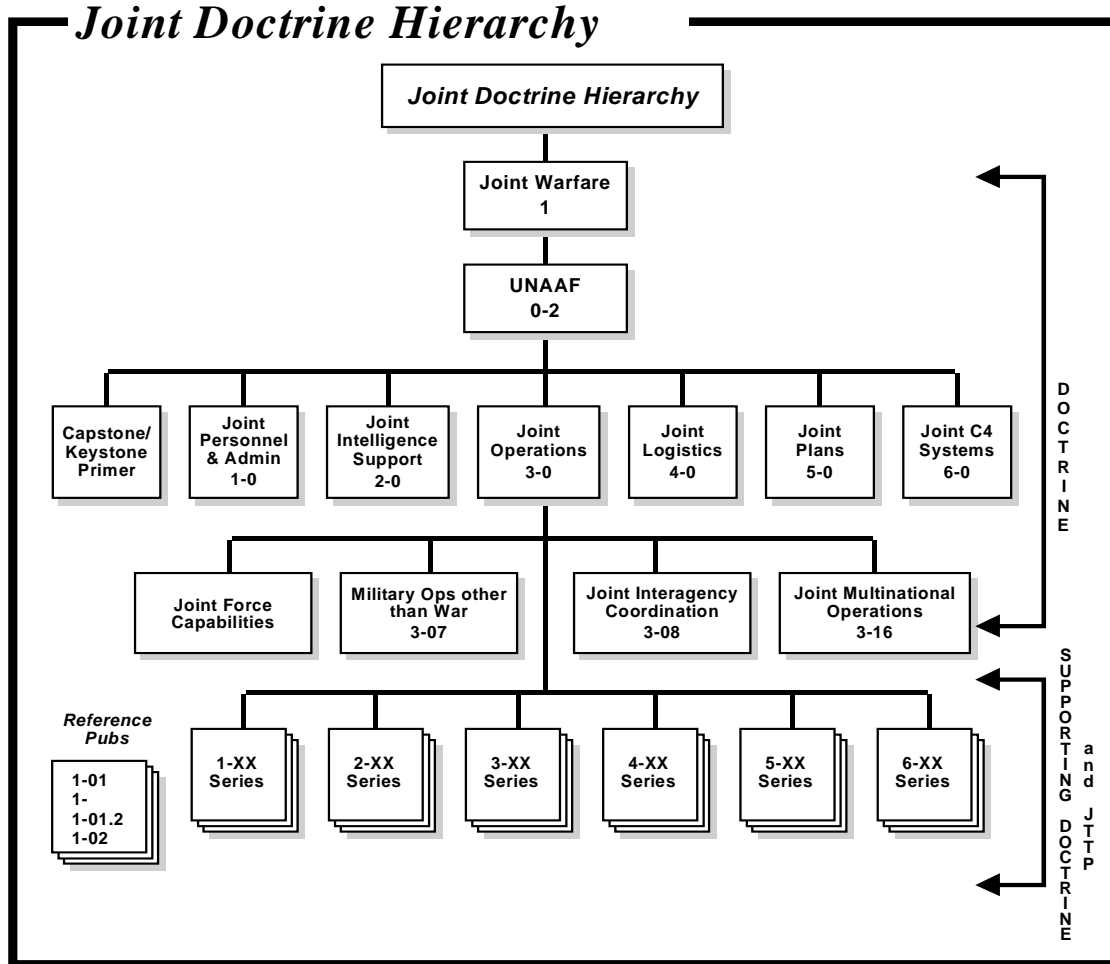 Joint Doctrine Hierarchy
Joint Doctrine Hierarchy
Joint Warfare
1
UNAAF
0-2
Capstone/
Keystone
Primer
Joint
Personnel
& Admin
1-0
Joint
Intelligence
Support
2-0
Joint
Operations
3-0
Joint
Logistics
4-0
Joint
Plans
5-0
Joint C4
Systems
6-0
DOCTRINE
Joint Force
Capabilities
Military Ops other
than War
3-07
Joint Interagency
Coordination
3-08
Joint Multinational
Operations
3-16
Reference
Pubs
1-01
1-
1-01.2
1-02
1-XX
Series
2-XX
Series
3-XX
Series
4-XX
Series
5-XX
Series
6-XX
Series
SUPPORTING DOCTRINE
and JTTP